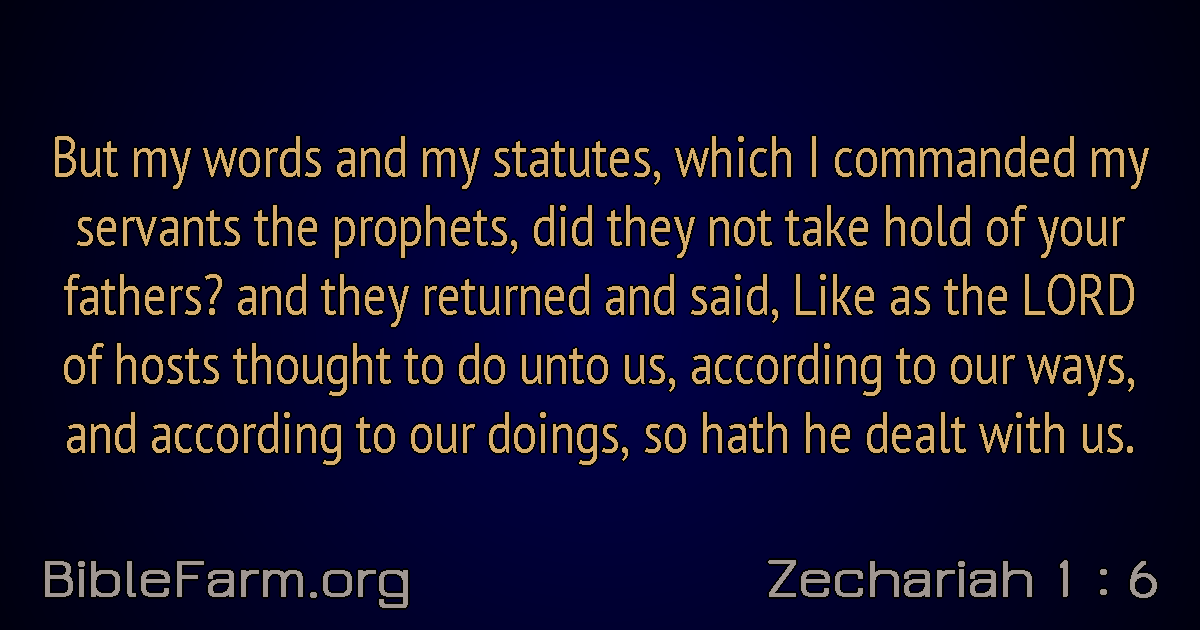 But my words and my statutes, which I commanded my
servants the prophets, did they not take hold of your
fathers? and they returned and said, Like as the LORD
of hosts thought to do unto us, according to our ways,
and according to our doings, so hath he dealt with us.
BibleFarm.org
Zechariah 1 : 6